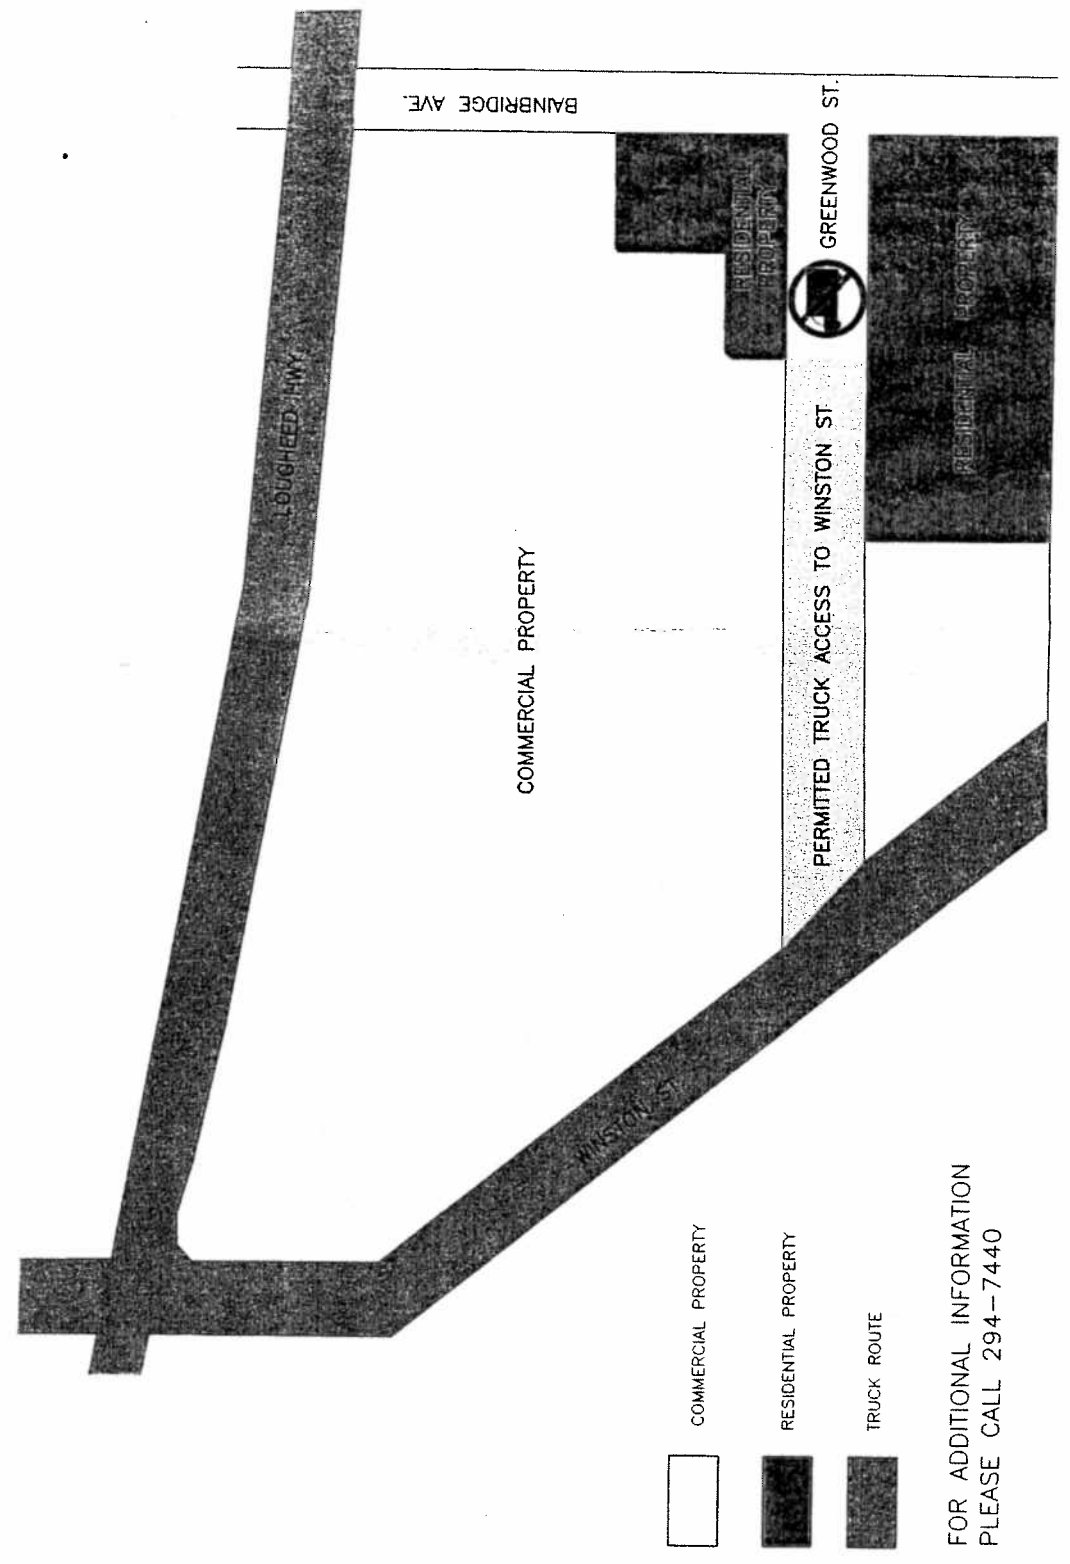 LOUGHEED HWY.
BAINBRIDGE AVE.
COMMERCIAL PROPERTY
RESIDENTIAL
PROPERTY
GREENWOOD ST.
PERMITTED TRUCK ACCESS TO WINSTON ST
RESIDENTIAL PROPERTY
WINSTON ST.
COMMERCIAL PROPERTY
RESIDENTIAL PROPERTY
TRUCK ROUTE
FOR ADDITIONAL INFORMATION
PLEASE CALL 294-7440